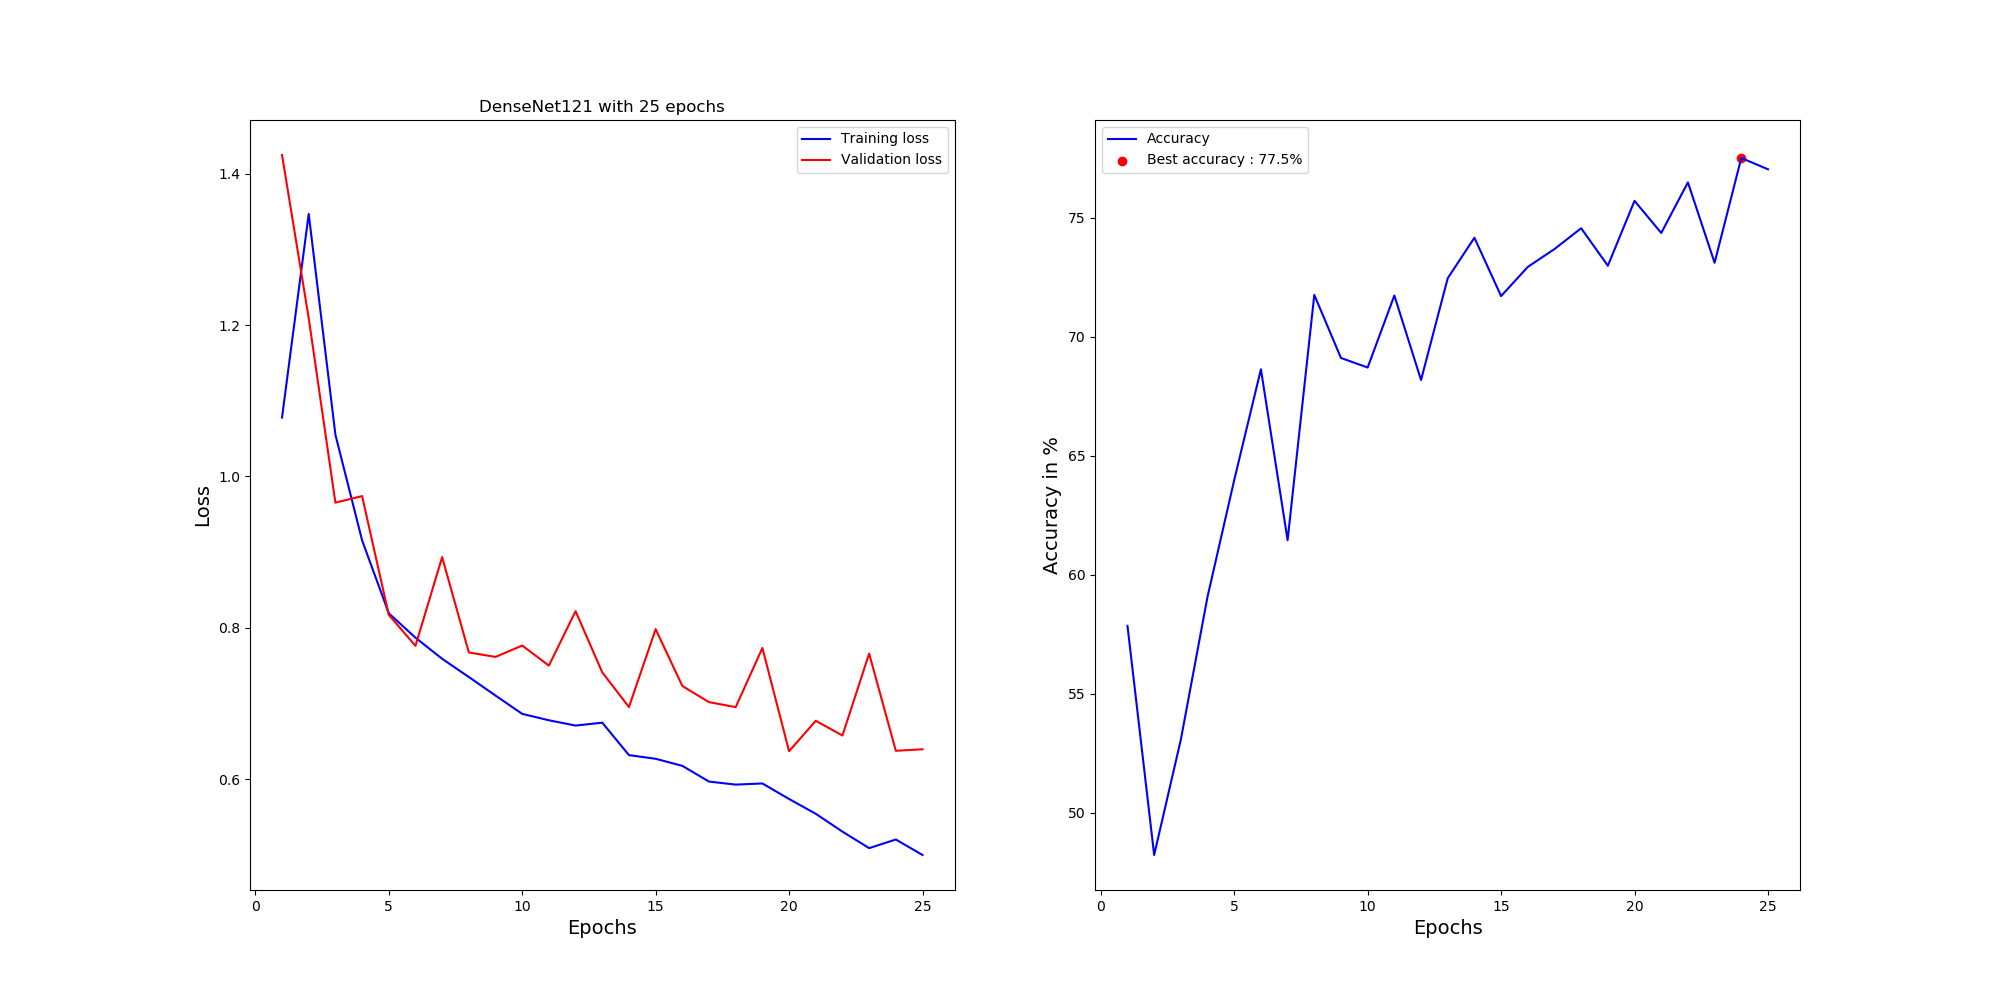 DenseNet121 with 25 epochs
Training loss
Validation loss
1.4
1.2
1.0
0.8
0.6
Loss
0 5 10 15 20 25
Epochs
Accuracy
Best accuracy : 77.5%
75
70
65
60
55
50
Accuracy in %
0 5 10 15 20 25
Epochs